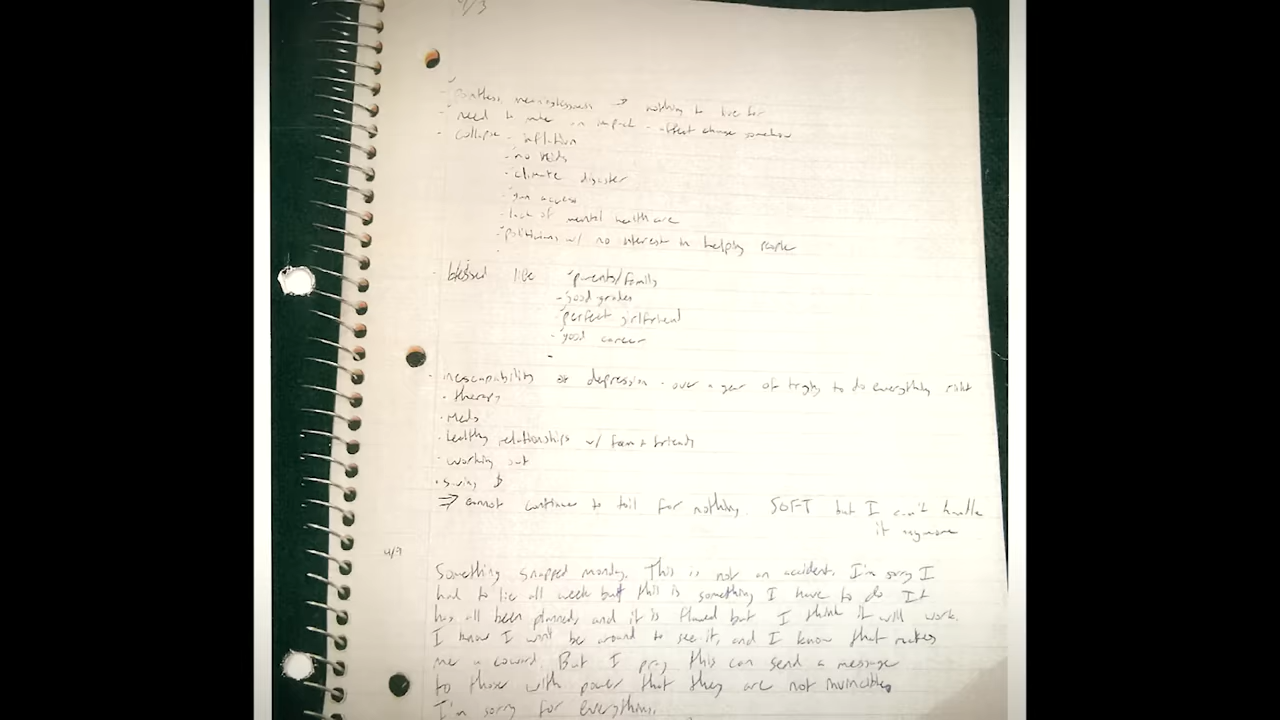 4/3
- pointless meaninglessness → nothing to live for
- need to make an impact - affect change somehow
- collapse - inflation
- no kids
- climate disaster
- gun access
- lack of mental healthcare
- politicians w/ no interest in helping people
- blessed life - parents/family
- good grades
- perfect girlfriend
- good career
-
- inescapability of depression - over a year of trying to do everything right
- therapy
- meds
- healthy relationships w/ fam + friends
- working out
- saving $
⇒ cannot continue to toil for nothing. SOFT but I can't handle
it anymore
4/9
Something snapped monday. This is not an accident. I'm sorry I
had to lie all week but this is something I have to do It
has all been planned, and it is flawed but I think it will work.
I know I won't be around to see it, and I know that makes
me a coward. But I pray this can send a message
to those with power that they are not invincible,
I'm sorry for everything.